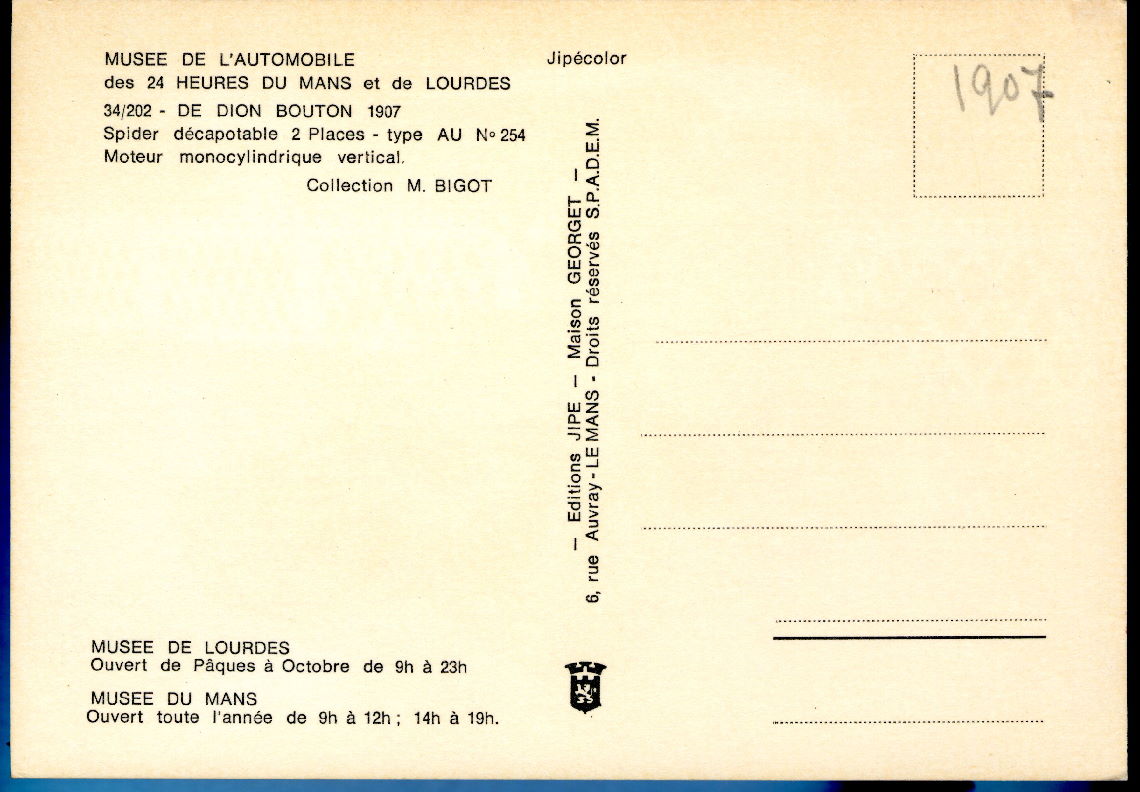 MUSEE DE L'AUTOMOBILE
des 24 HEURES DU MANS et de LOURDES
34/202 - DE DION BOUTON 1907
Spider décapotable 2 Places - type AU No 254
Moteur monocylindrique vertical.
Collection M. BIGOT
MUSEE DE LOURDES
Ouvert de Pâques à Octobre de 9h à 23h
MUSEE DU MANS
Ouvert toute l'année de 9h à 12h ; 14h à 19h.
Jipécolor
— Editions JIPE — Maison GEORGET —
6, rue Auvray - LE MANS - Droits réservés S.P.A.D.E.M.
1907